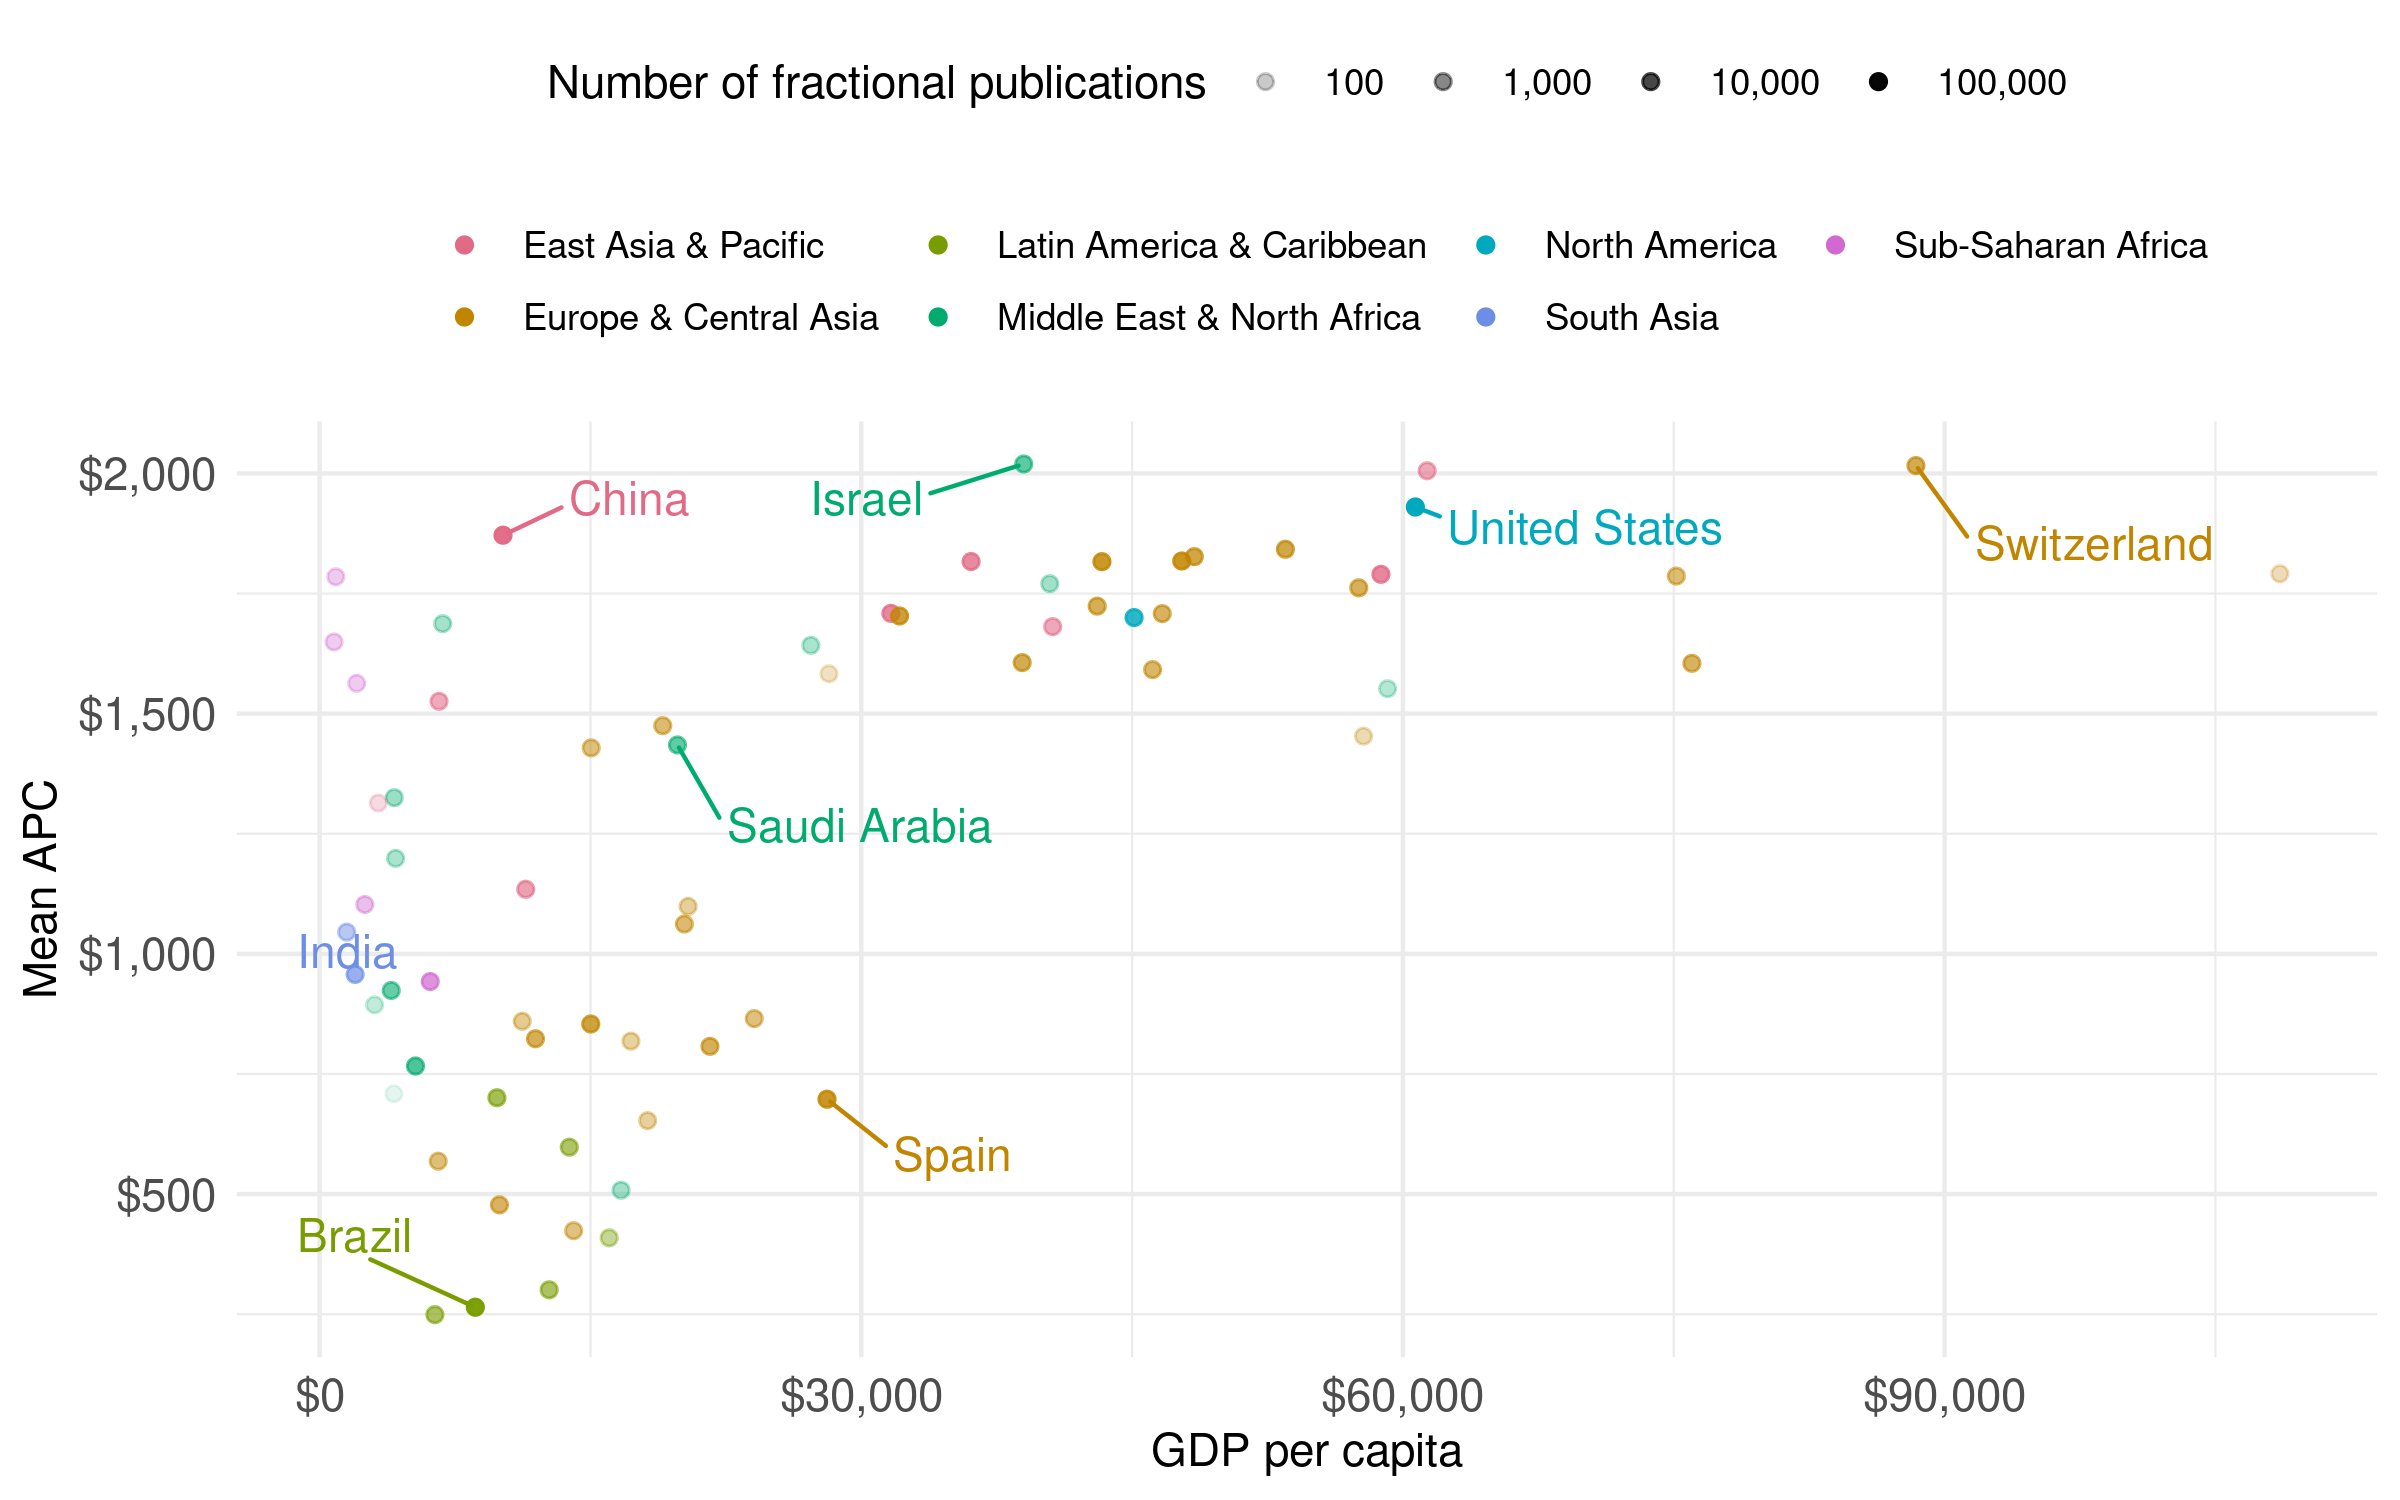 Number of fractional publications 100 1,000 10,000 100,000
East Asia & Pacific Latin America & Caribbean North America Sub-Saharan Africa
Europe & Central Asia Middle East & North Africa South Asia
$2,000
China
Israel
United States
Switzerland
$1,500
Saudi Arabia
Mean APC
India
$1,000
Spain
$500
Brazil
$0 $30,000 $60,000 $90,000
GDP per capita